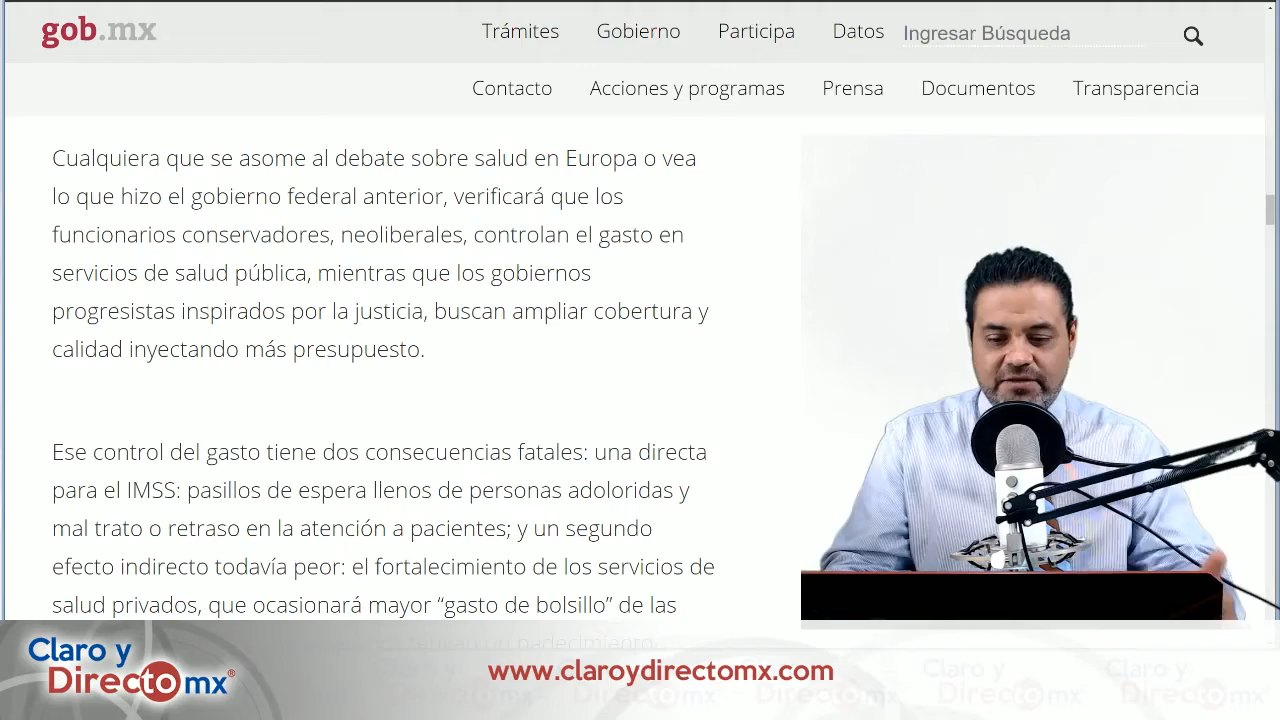 gob.mx
Trámites Gobierno Participa Datos Ingresar Búsqueda
Contacto Acciones y programas Prensa Documentos Transparencia
Cualquiera que se asome al debate sobre salud en Europa o vea
lo que hizo el gobierno federal anterior, verificará que los
funcionarios conservadores, neoliberales, controlan el gasto en
servicios de salud pública, mientras que los gobiernos
progresistas inspirados por la justicia, buscan ampliar cobertura y
calidad inyectando más presupuesto.
Ese control del gasto tiene dos consecuencias fatales: una directa
para el IMSS: pasillos de espera llenos de personas adoloridas y
mal trato o retraso en la atención a pacientes; y un segundo
efecto indirecto todavía peor: el fortalecimiento de los servicios de
salud privados, que ocasionará mayor “gasto de bolsillo” de las
un padecimiento
Claro y
Directomx®
www.claroydirectomx.com